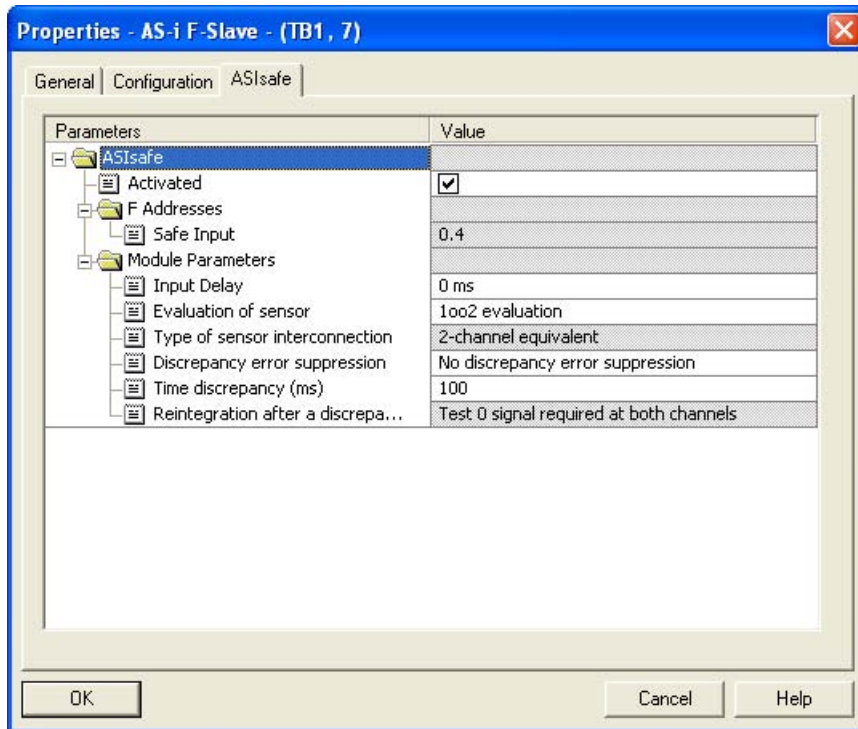 Properties - AS-i F-Slave - (TB1, 7)
General Configuration ASIsafe
Parameters Value
ASIsafe
Activated
F Addresses
Safe Input 0.4
Module Parameters
Input Delay 0 ms
Evaluation of sensor 1oo2 evaluation
Type of sensor interconnection 2-channel equivalent
Discrepancy error suppression No discrepancy error suppression
Time discrepancy (ms) 100
Reintegration after a discrepa... Test 0 signal required at both channels
OK Cancel Help